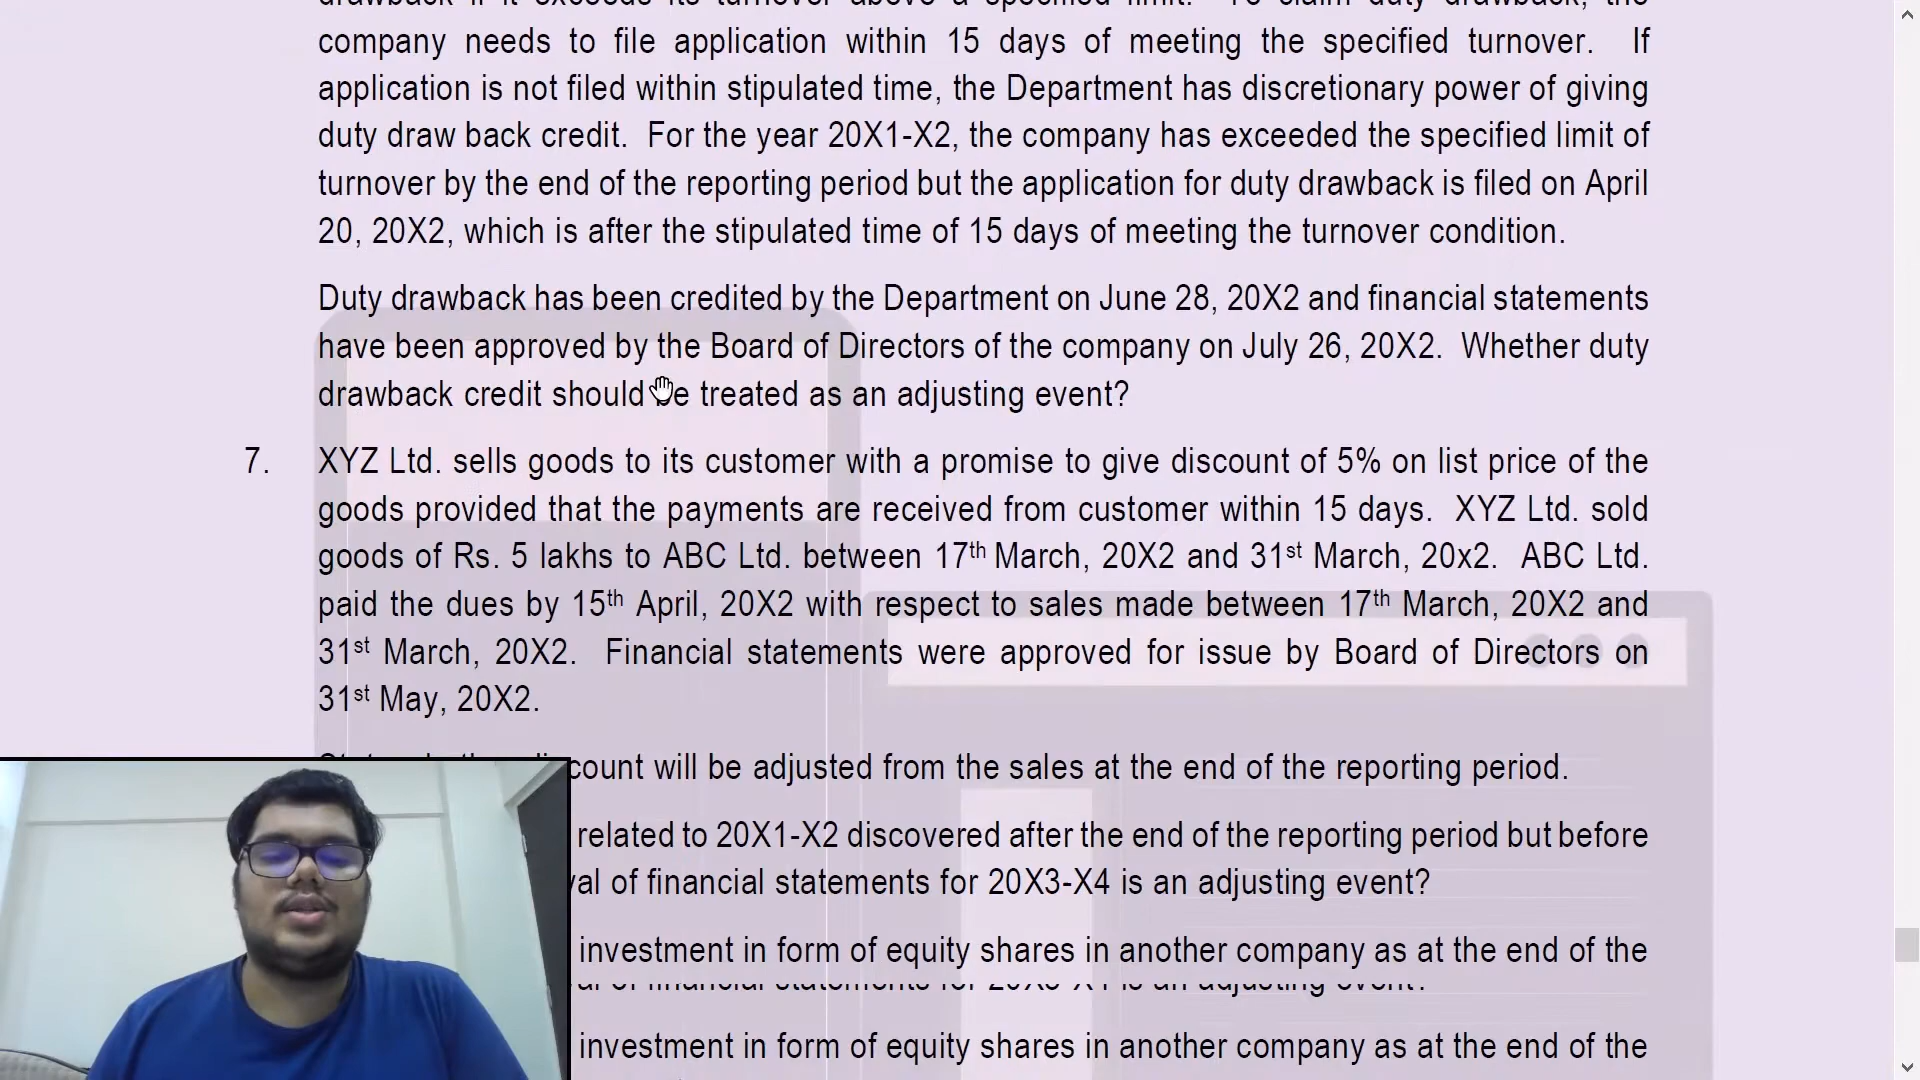 company needs to file application within 15 days of meeting the specified turnover. If
application is not filed within stipulated time, the Department has discretionary power of giving
duty draw back credit. For the year 20X1-X2, the company has exceeded the specified limit of
turnover by the end of the reporting period but the application for duty drawback is filed on April
20, 20X2, which is after the stipulated time of 15 days of meeting the turnover condition.
Duty drawback has been credited by the Department on June 28, 20X2 and financial statements
have been approved by the Board of Directors of the company on July 26, 20X2. Whether duty
drawback credit should be treated as an adjusting event?
7. XYZ Ltd. sells goods to its customer with a promise to give discount of 5% on list price of the
goods provided that the payments are received from customer within 15 days. XYZ Ltd. sold
goods of Rs. 5 lakhs to ABC Ltd. between 17th March, 20X2 and 31st March, 20x2. ABC Ltd.
paid the dues by 15th April, 20X2 with respect to sales made between 17th March, 20X2 and
31st March, 20X2. Financial statements were approved for issue by Board of Directors on
31st May, 20X2.
will be adjusted from the sales at the end of the reporting period.
related to 20X1-X2 discovered after the end of the reporting period but before
of financial statements for 20X3-X4 is an adjusting event?
investment in form of equity shares in another company as at the end of the
investment in form of equity shares in another company as at the end of the